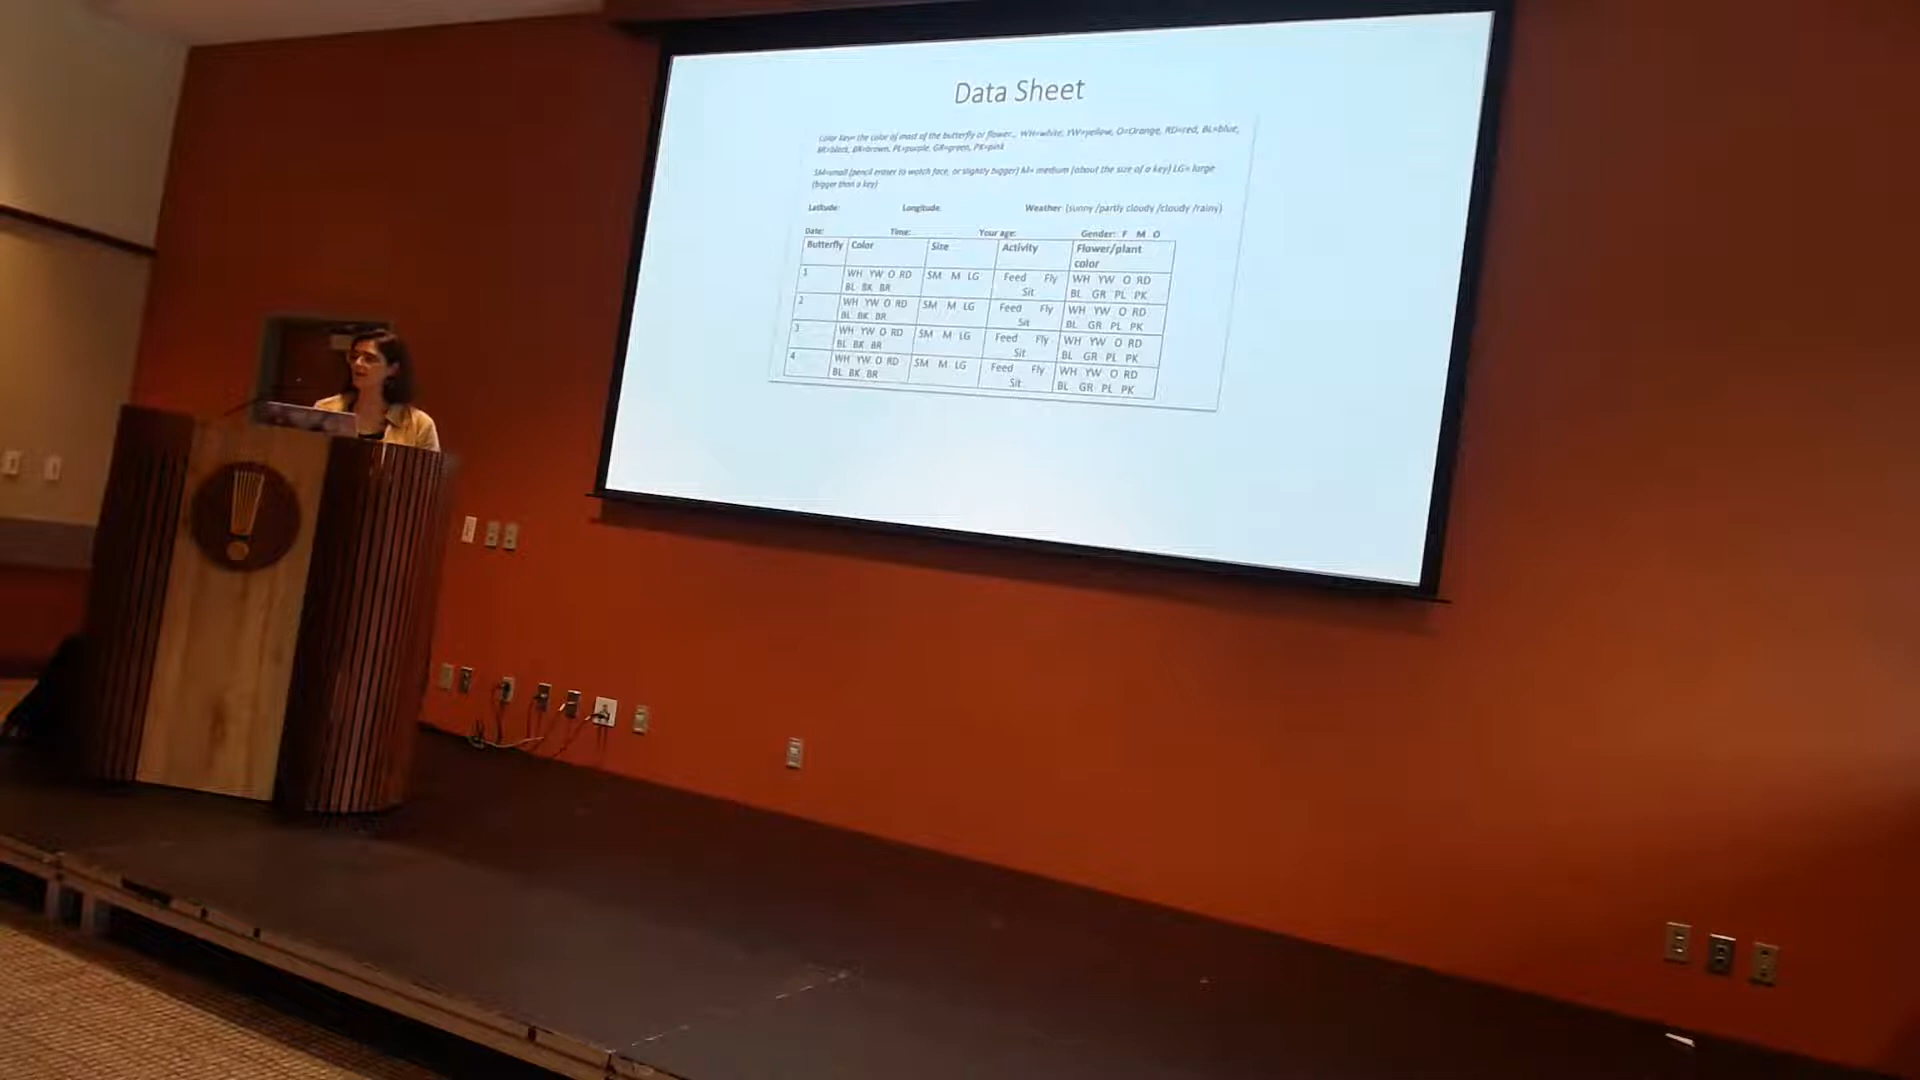 Data Sheet
Color key= the color of most of the butterfly or flower... WH=white, YW=yellow, O=Orange, RD=red, BL=blue,
BK=black, BR=brown, PL=purple, GR=green, PK=pink
SM=small (pencil eraser to watch face, or slightly bigger) M= medium (about the size of a key) LG= large
(bigger than a key)
Latitude: Longitude: Weather (sunny /partly cloudy /cloudy /rainy)
Date: Time: Your age: Gender: F M O
Butterfly Color Size Activity Flower/plant
color
1 WH YW O RD SM M LG Feed Fly WH YW O RD
BL BK BR Sit BL GR PL PK
2 WH YW O RD SM M LG Feed Fly WH YW O RD
BL BK BR Sit BL GR PL PK
3 WH YW O RD SM M LG Feed Fly WH YW O RD
BL BK BR Sit BL GR PL PK
4 WH YW O RD SM M LG Feed Fly WH YW O RD
BL BK BR Sit BL GR PL PK